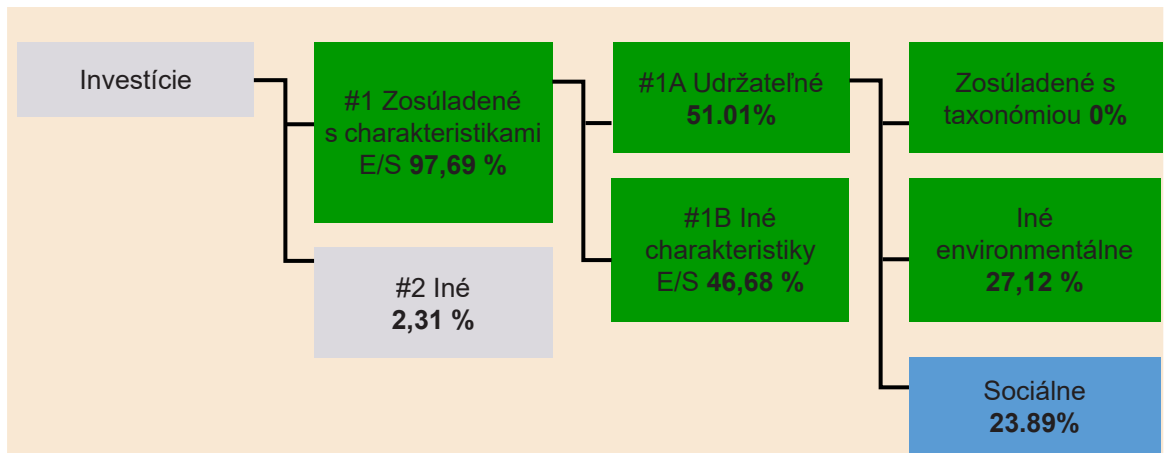 Investície
#1 Zosúladené
s charakteristikami
E/S 97,69 %
#2 Iné
2,31 %
#1A Udržateľné
51.01%
#1B Iné
charakteristiky
E/S 46,68 %
Zosúladené s
taxonómiou 0%
Iné
environmentálne
27,12 %
Sociálne
23.89%